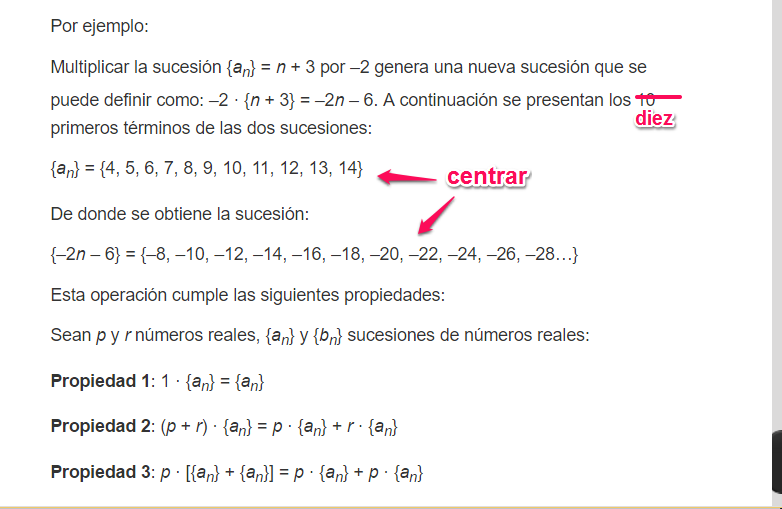 Por ejemplo:
Multiplicar la sucesión {aₙ} = n + 3 por –2 genera una nueva sucesión que se
puede definir como: –2 · {n + 3} = –2n – 6. A continuación se presentan los 10
diez
primeros términos de las dos sucesiones:
{aₙ} = {4, 5, 6, 7, 8, 9, 10, 11, 12, 13, 14}
centrar
De donde se obtiene la sucesión:
{–2n – 6} = {–8, –10, –12, –14, –16, –18, –20, –22, –24, –26, –28…}
Esta operación cumple las siguientes propiedades:
Sean p y r números reales, {aₙ} y {bₙ} sucesiones de números reales:
Propiedad 1: 1 · {aₙ} = {aₙ}
Propiedad 2: (p + r) · {aₙ} = p · {aₙ} + r · {aₙ}
Propiedad 3: p · [{aₙ} + {aₙ}] = p · {aₙ} + p · {aₙ}